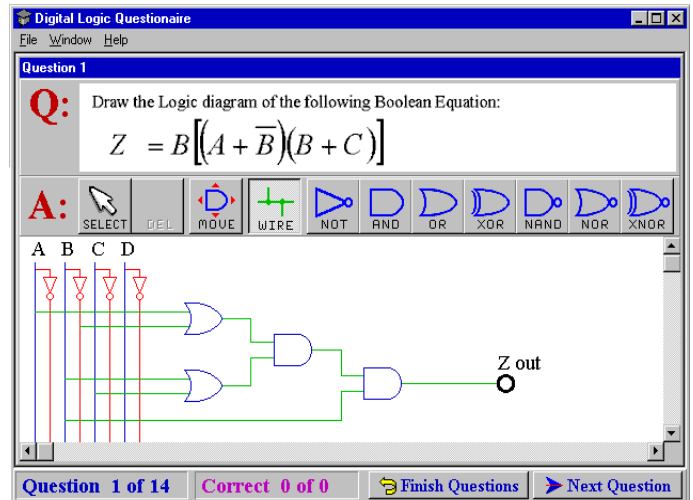 Digital Logic Questionaire
File Window Help
Question 1
Q: Draw the Logic diagram of the following Boolean Equation:
Z = B[(A + B̅)(B + C)]
A: SELECT DEL MOVE WIRE NOT AND OR XOR NAND NOR XNOR
A B C D
Z out
Question 1 of 14 Correct 0 of 0 Finish Questions Next Question